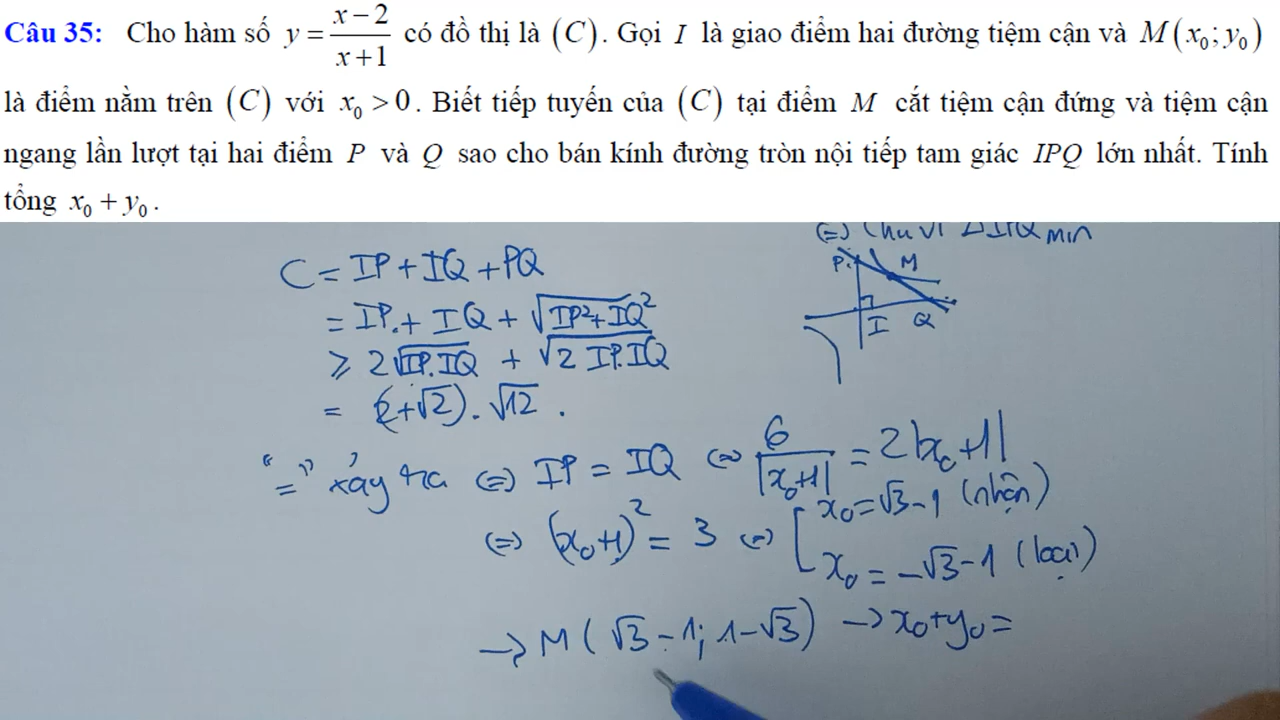 Câu 35: Cho hàm số y = (x-2)/(x+1) có đồ thị là (C). Gọi I là giao điểm hai đường tiệm cận và M(x₀; y₀)
là điểm nằm trên (C) với x₀ > 0. Biết tiếp tuyến của (C) tại điểm M cắt tiệm cận đứng và tiệm cận
ngang lần lượt tại hai điểm P và Q sao cho bán kính đường tròn nội tiếp tam giác IPQ lớn nhất. Tính
tổng x₀ + y₀.
(=) Chu vi ΔIPQ min
C = IP + IQ + PQ
= IP + IQ + √(IP² + IQ²)
≥ 2√(IP.IQ) + √(2 IP.IQ)
= (2+√2).√12.
P M
I Q
"=" xảy ra ⇔ IP = IQ ⇔ 6/|x₀+1| = 2|x₀+1|
⇔ (x₀+1)² = 3 ⇔ [ x₀ = √3-1 (nhận)
x₀ = -√3-1 (loại)
→ M(√3-1; 1-√3) → x₀+y₀ =